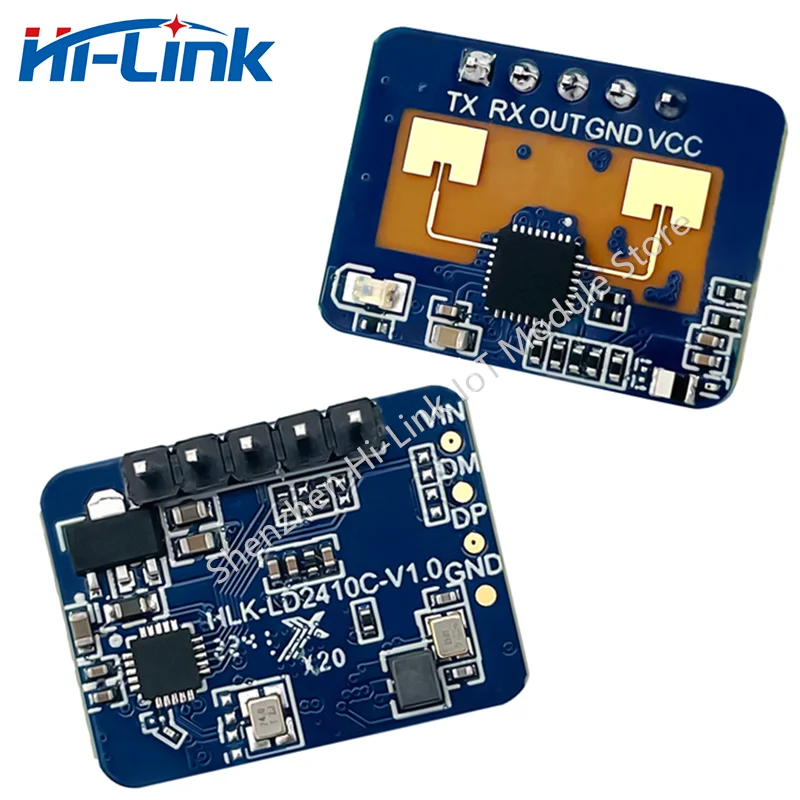 Hi-Link
TX RX OUT GND VCC
Shenzhen Hi-Link IoT Module Store
VIN
DM
DP
GND
HLK-LD2410C-V1.0
X20